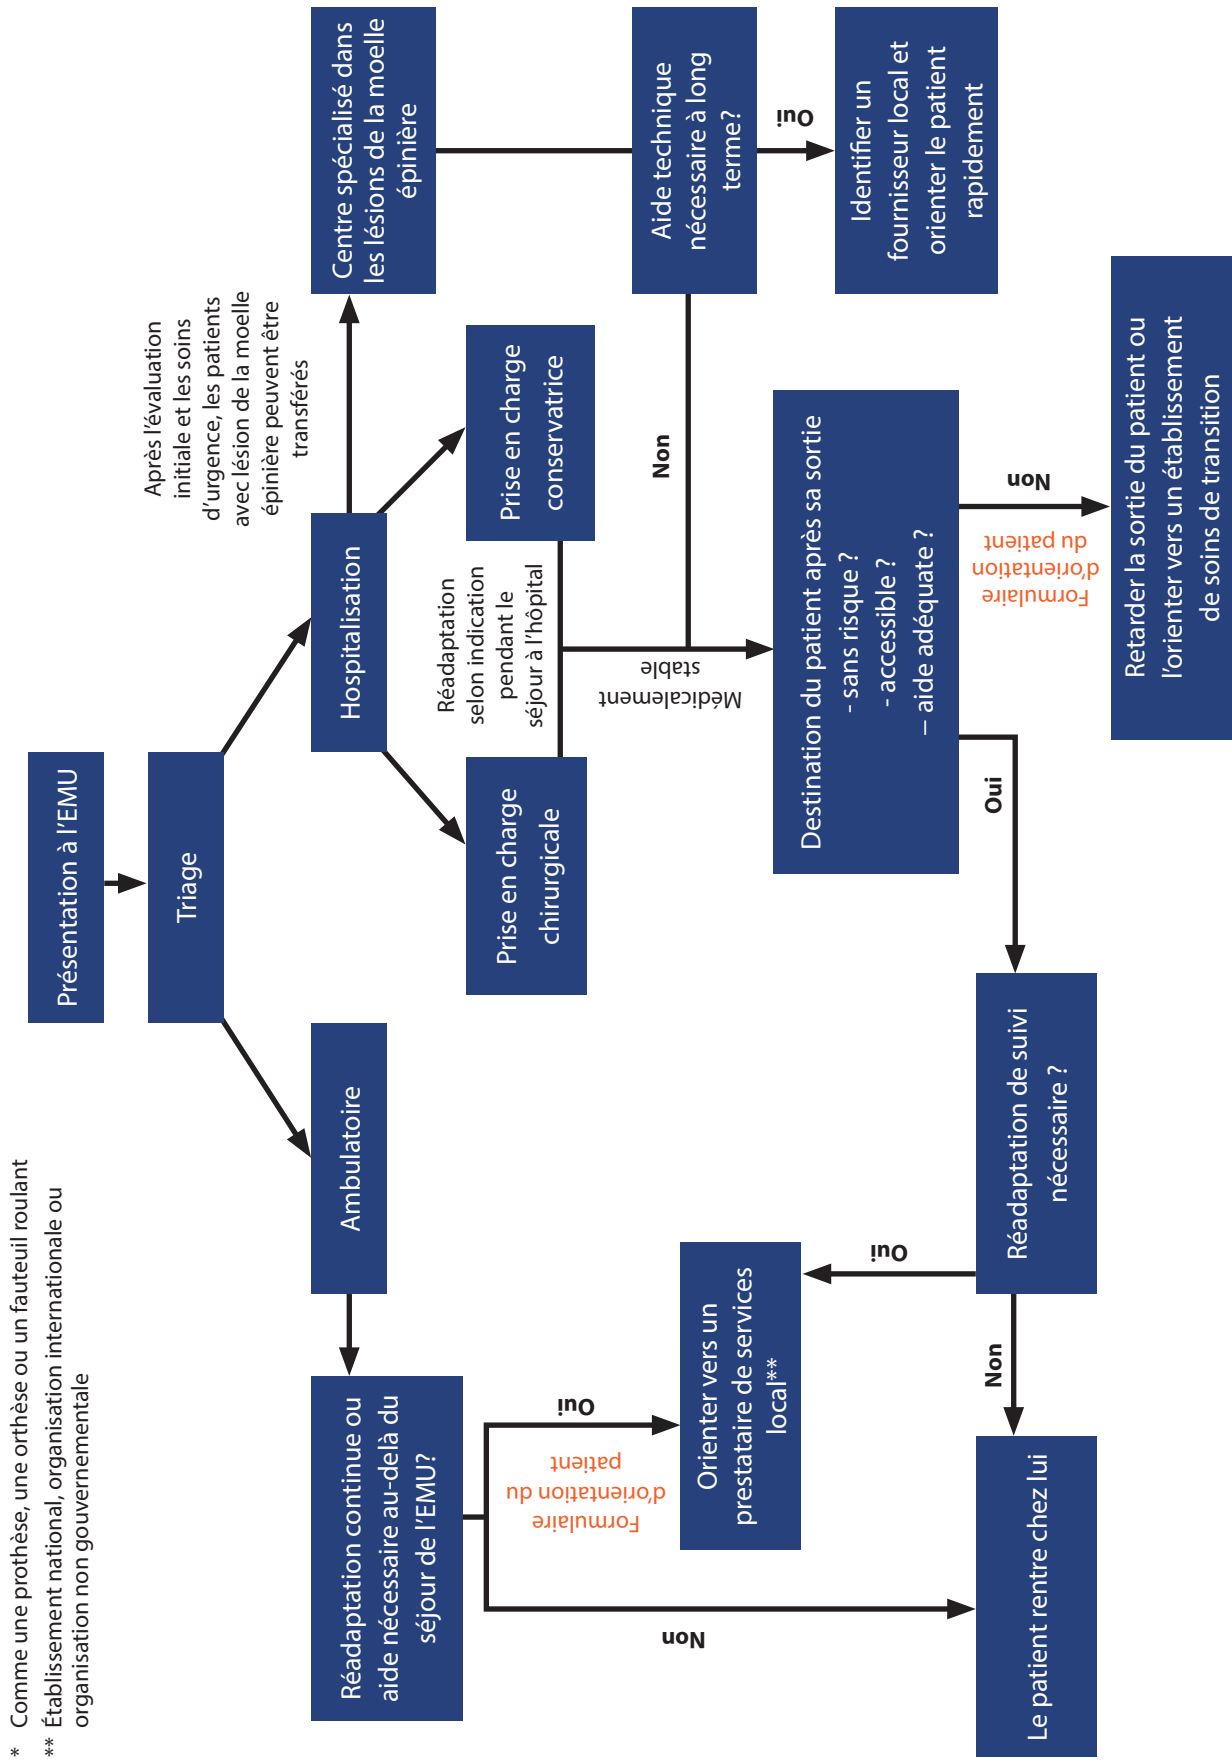 * Comme une prothèse, une orthèse ou un fauteuil roulant
** Établissement national, organisation internationale ou
organisation non gouvernementale
Présentation à l'EMU
Triage
Ambulatoire
Hospitalisation
Après l'évaluation
initiale et les soins
d'urgence, les patients
avec lésion de la moelle
épinière peuvent être
transférés
Centre spécialisé dans
les lésions de la moelle
épinière
Réadaptation continue ou
aide nécessaire au-delà du
séjour de l'EMU?
Prise en charge
chirurgicale
Réadaptation
selon indication
pendant le
séjour à l'hôpital
Prise en charge
conservatrice
Aide technique
nécessaire à long
terme?
Non
Formulaire
d'orientation du
patient
Oui
Médicalement
stable
Non
Oui
Orienter vers un
prestataire de services
local**
Destination du patient après sa sortie
- sans risque ?
- accessible ?
– aide adéquate ?
Identifier un
fournisseur local et
orienter le patient
rapidement
Oui
Oui
Formulaire
d'orientation
du patient
Non
Le patient rentre chez lui
Non
Réadaptation de suivi
nécessaire ?
Retarder la sortie du patient ou
l'orienter vers un établissement
de soins de transition